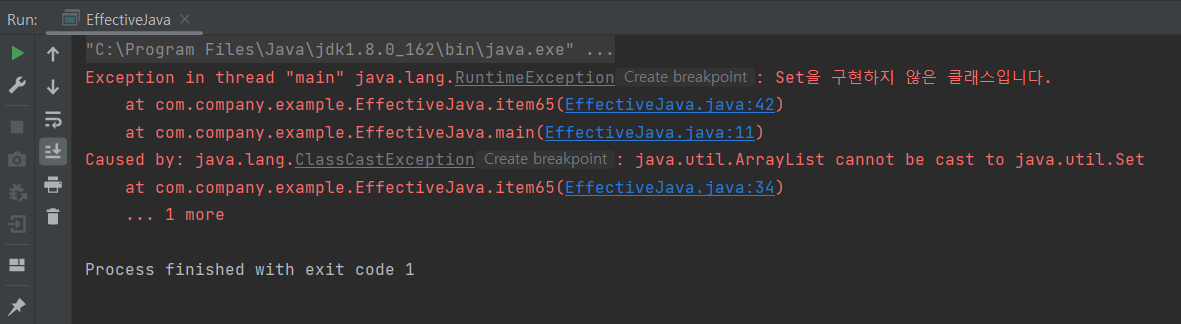 Run: EffectiveJava
"C:\Program Files\Java\jdk1.8.0_162\bin\java.exe" ...
Exception in thread "main" java.lang.RuntimeException Create breakpoint : Set을 구현하지 않은 클래스입니다.
at com.company.example.EffectiveJava.item65(EffectiveJava.java:42)
at com.company.example.EffectiveJava.main(EffectiveJava.java:11)
Caused by: java.lang.ClassCastException Create breakpoint : java.util.ArrayList cannot be cast to java.util.Set
at com.company.example.EffectiveJava.item65(EffectiveJava.java:34)
... 1 more
Process finished with exit code 1